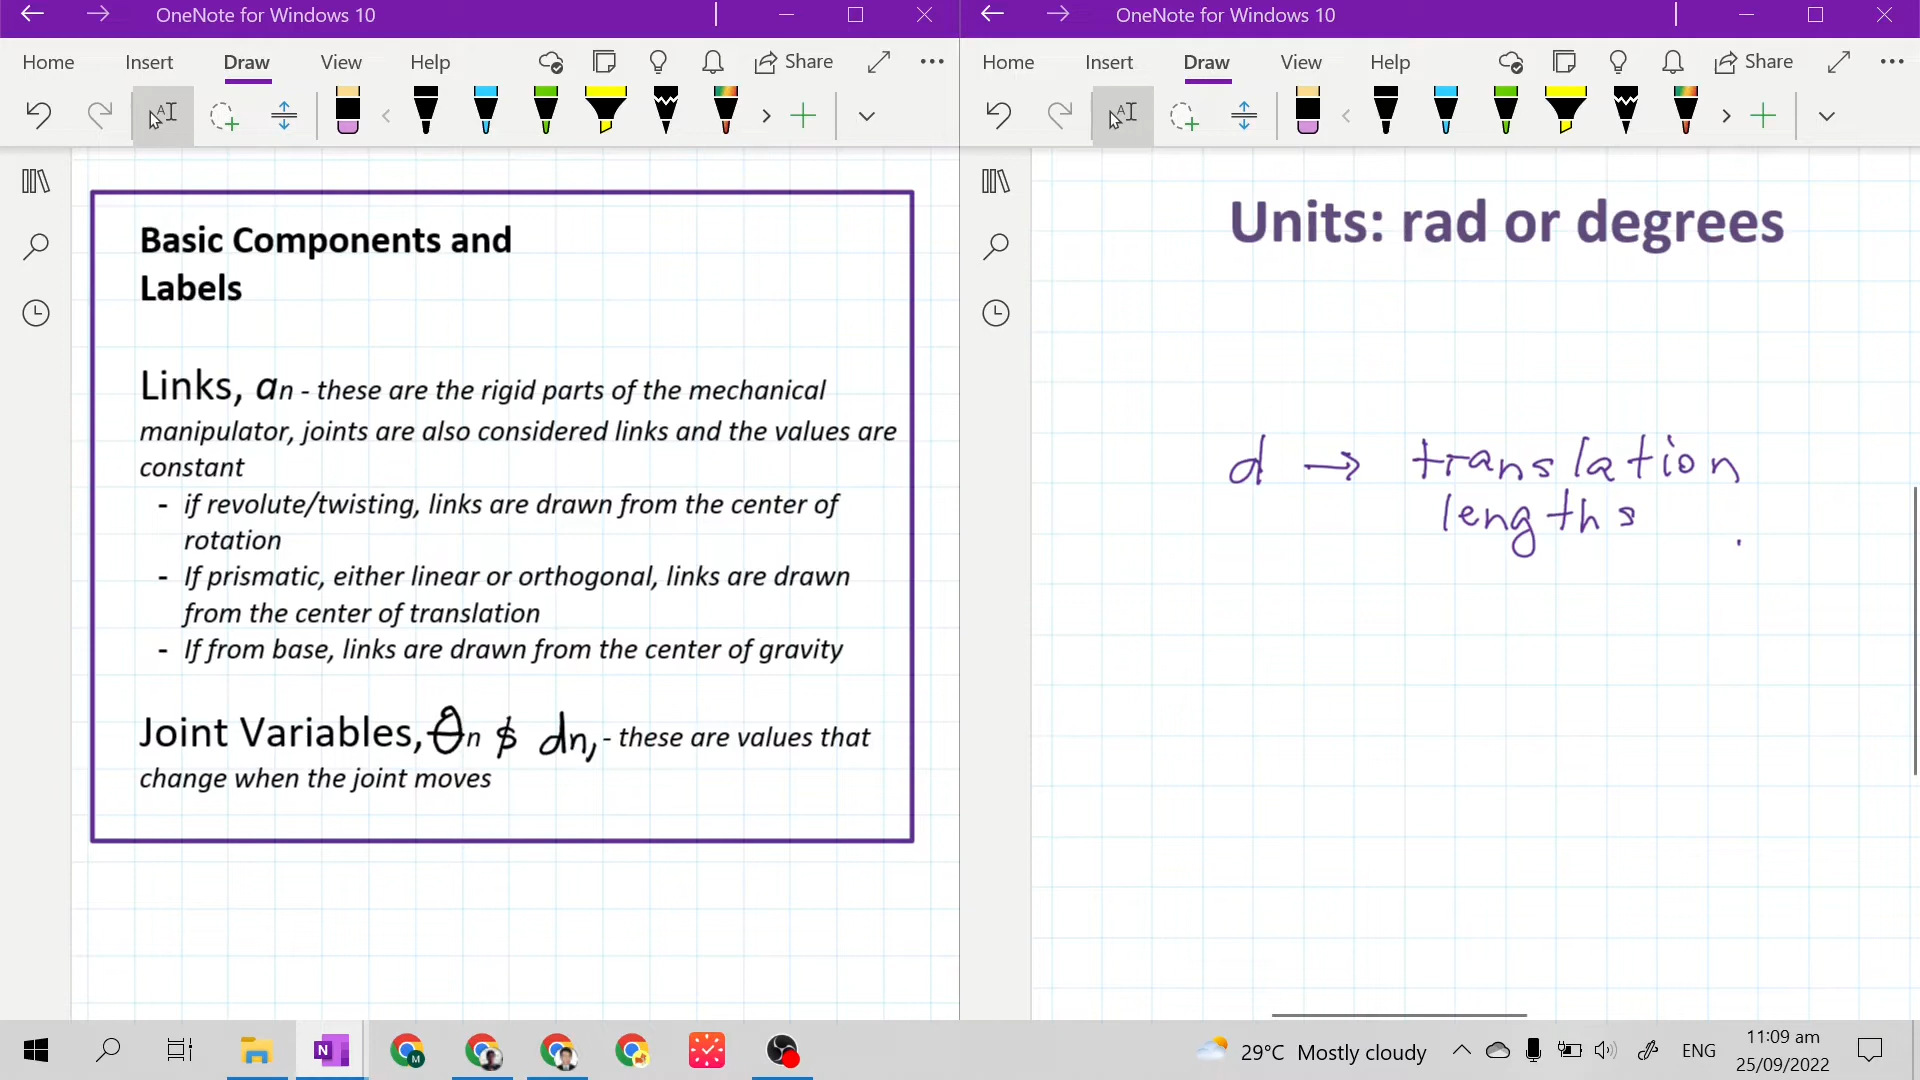 OneNote for Windows 10
Home Insert Draw View Help Share
Basic Components and
Labels
Links, an - these are the rigid parts of the mechanical
manipulator, joints are also considered links and the values are
constant
- if revolute/twisting, links are drawn from the center of
rotation
- If prismatic, either linear or orthogonal, links are drawn
from the center of translation
- If from base, links are drawn from the center of gravity
Joint Variables, θn $ dn, - these are values that
change when the joint moves
OneNote for Windows 10
Home Insert Draw View Help Share
Units: rad or degrees
d → translation
lengths
29°C Mostly cloudy ENG
11:09 am
25/09/2022